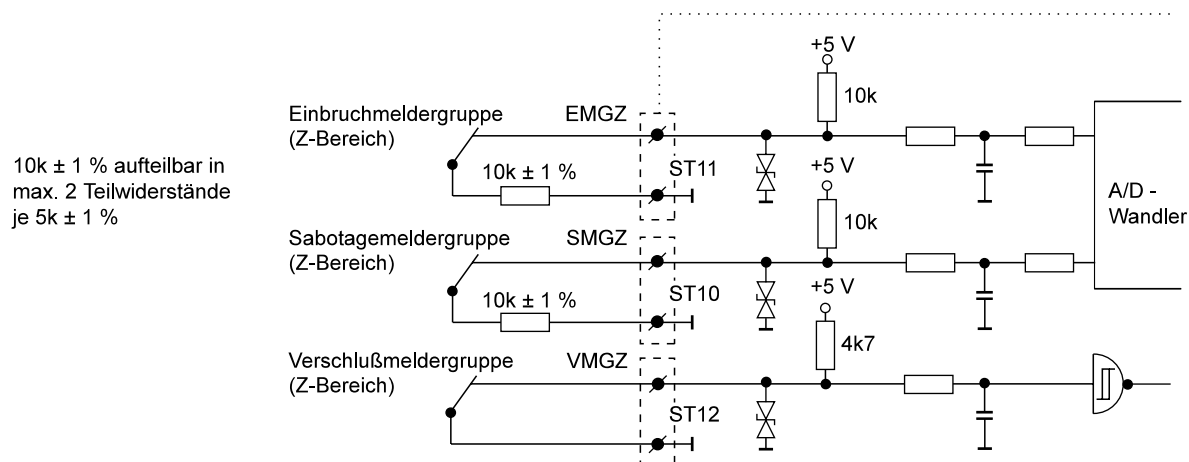 +5 V
10k
Einbruchmeldergruppe
(Z-Bereich)
EMGZ
10k ± 1 % aufteilbar in
max. 2 Teilwiderstände
je 5k ± 1 %
10k ± 1 %
ST11
+5 V
10k
A/D -
Wandler
Sabotagemeldergruppe
(Z-Bereich)
SMGZ
10k ± 1 %
ST10
+5 V
4k7
Verschlußmeldergruppe
(Z-Bereich)
VMGZ
ST12